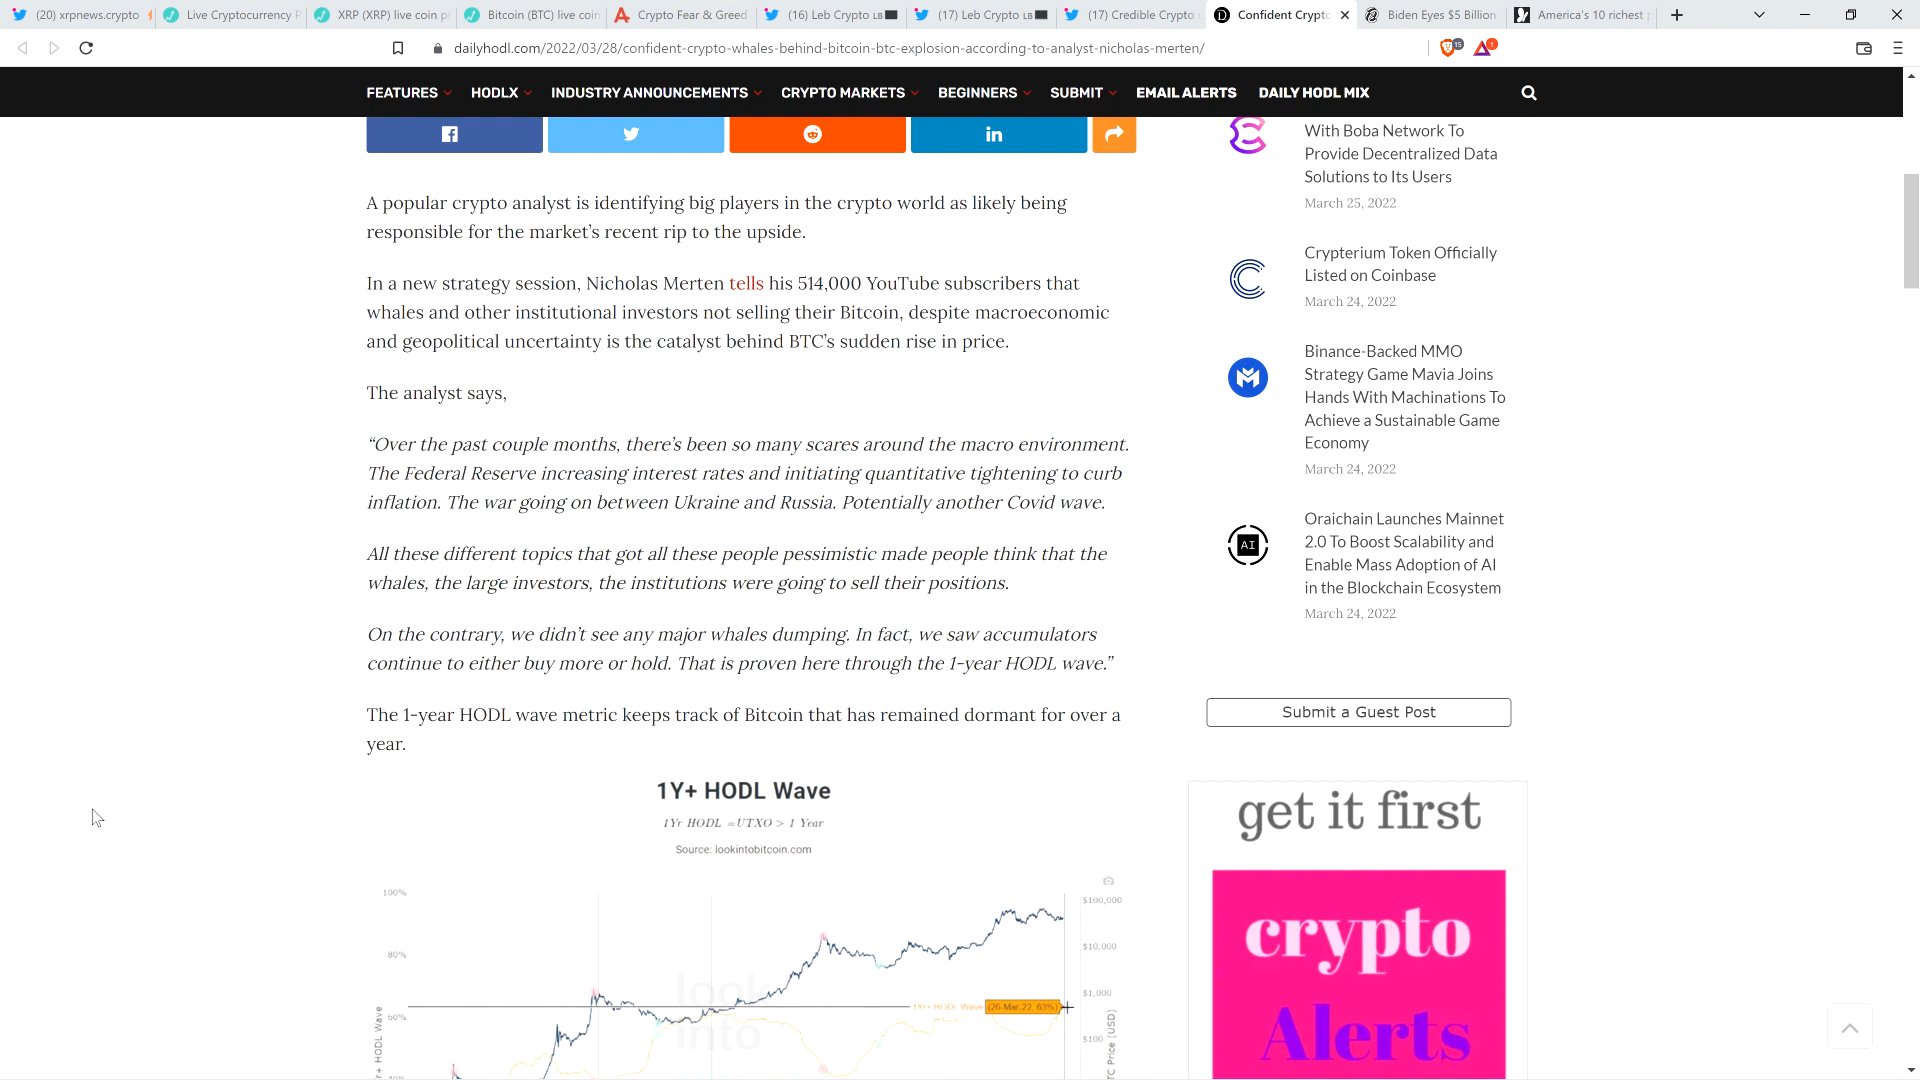 (20) xrpnews.crypto
Live Cryptocurrency P
XRP (XRP) live coin pr
Bitcoin (BTC) live coin
Crypto Fear & Greed
(16) Leb Crypto LB
(17) Leb Crypto LB
(17) Credible Crypto
Confident Crypto
Biden Eyes $5 Billion
America's 10 richest
dailyhodl.com/2022/03/28/confident-crypto-whales-behind-bitcoin-btc-explosion-according-to-analyst-nicholas-merten/
15
1
FEATURES
HODLX
INDUSTRY ANNOUNCEMENTS
CRYPTO MARKETS
BEGINNERS
SUBMIT
EMAIL ALERTS
DAILY HODL MIX
A popular crypto analyst is identifying big players in the crypto world as likely being
responsible for the market's recent rip to the upside.
In a new strategy session, Nicholas Merten tells his 514,000 YouTube subscribers that
whales and other institutional investors not selling their Bitcoin, despite macroeconomic
and geopolitical uncertainty is the catalyst behind BTC's sudden rise in price.
The analyst says,
“Over the past couple months, there's been so many scares around the macro environment.
The Federal Reserve increasing interest rates and initiating quantitative tightening to curb
inflation. The war going on between Ukraine and Russia. Potentially another Covid wave.
All these different topics that got all these people pessimistic made people think that the
whales, the large investors, the institutions were going to sell their positions.
On the contrary, we didn't see any major whales dumping. In fact, we saw accumulators
continue to either buy more or hold. That is proven here through the 1-year HODL wave.”
The 1-year HODL wave metric keeps track of Bitcoin that has remained dormant for over a
year.
1Y+ HODL Wave
1Yr HODL =UTXO > 1 Year
Source: lookintobitcoin.com
100%
80%
60%
$100,000
$10,000
$1,000
$100
look
into
1Y+ HODL Wave
(26-Mar-22, 63%)
r+ HODL Wave
TC Price (USD)
With Boba Network To
Provide Decentralized Data
Solutions to Its Users
March 25, 2022
Crypterium Token Officially
Listed on Coinbase
March 24, 2022
Binance-Backed MMO
Strategy Game Mavia Joins
Hands With Machinations To
Achieve a Sustainable Game
Economy
March 24, 2022
AI
Oraichain Launches Mainnet
2.0 To Boost Scalability and
Enable Mass Adoption of AI
in the Blockchain Ecosystem
March 24, 2022
Submit a Guest Post
get it first
crypto
Alerts